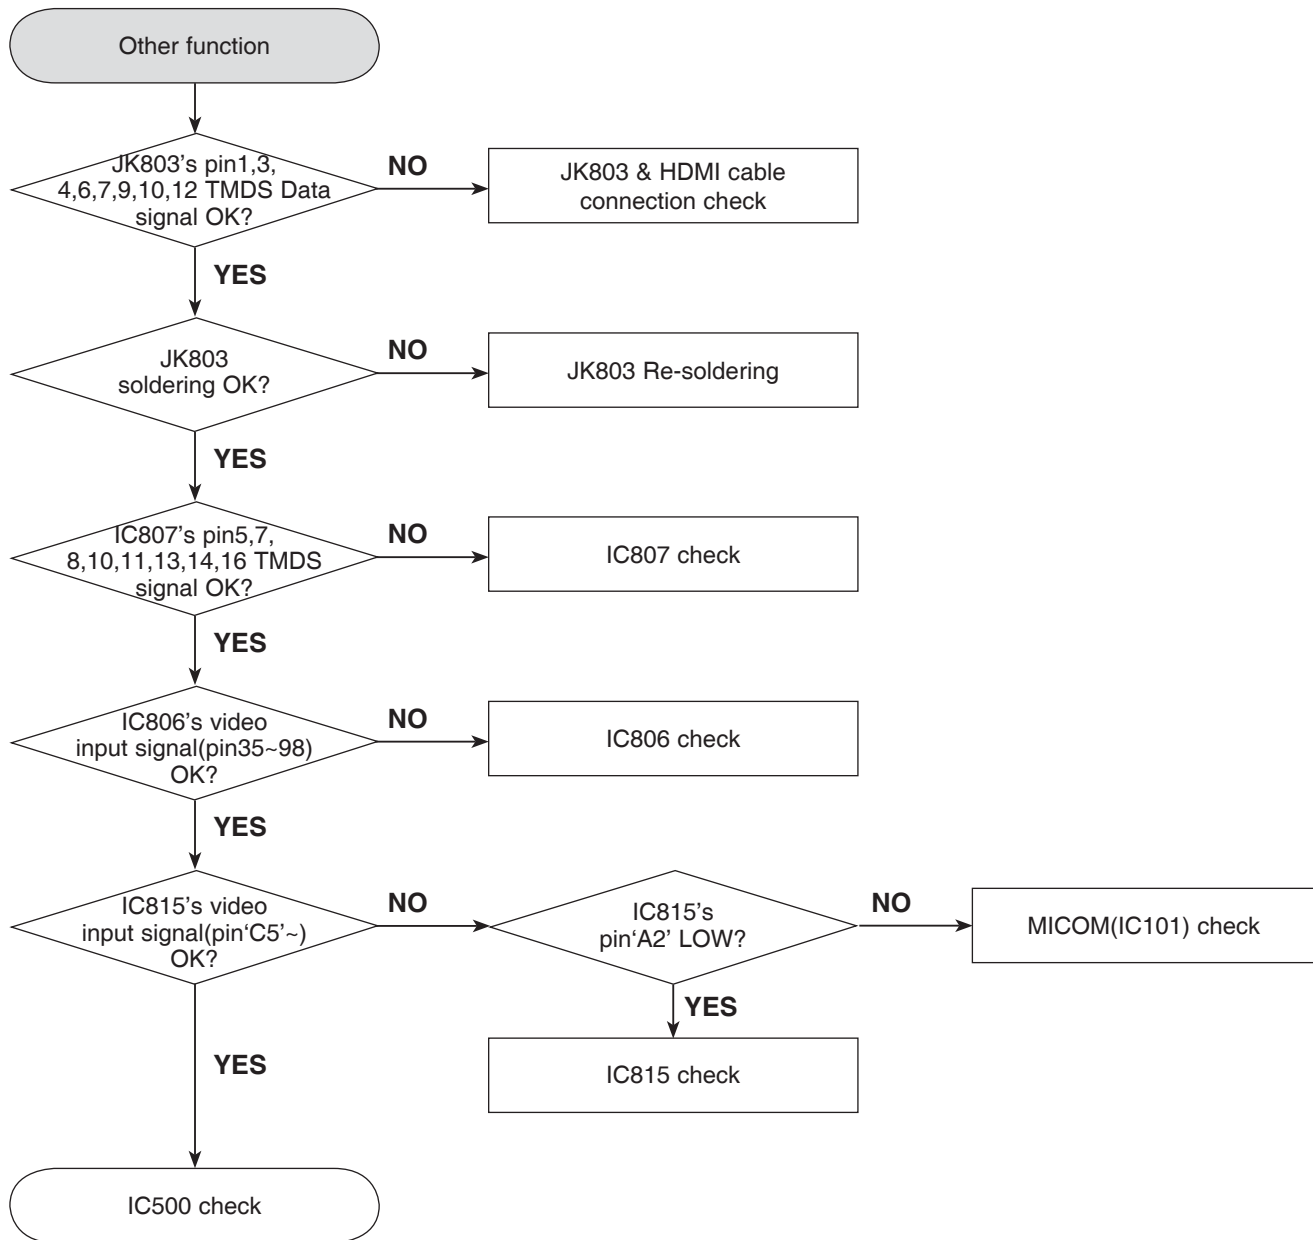 Other function
JK803’s pin1,3,
4,6,7,9,10,12 TMDS Data
signal OK?
NO
JK803 & HDMI cable
connection check
YES
JK803
soldering OK?
NO
JK803 Re-soldering
YES
IC807’s pin5,7,
8,10,11,13,14,16 TMDS
signal OK?
NO
IC807 check
YES
IC806’s video
input signal(pin35~98)
OK?
NO
IC806 check
YES
IC815’s video
input signal(pin‘C5’~)
OK?
NO
IC815’s
pin‘A2’ LOW?
NO
MICOM(IC101) check
YES
IC815 check
YES
IC500 check